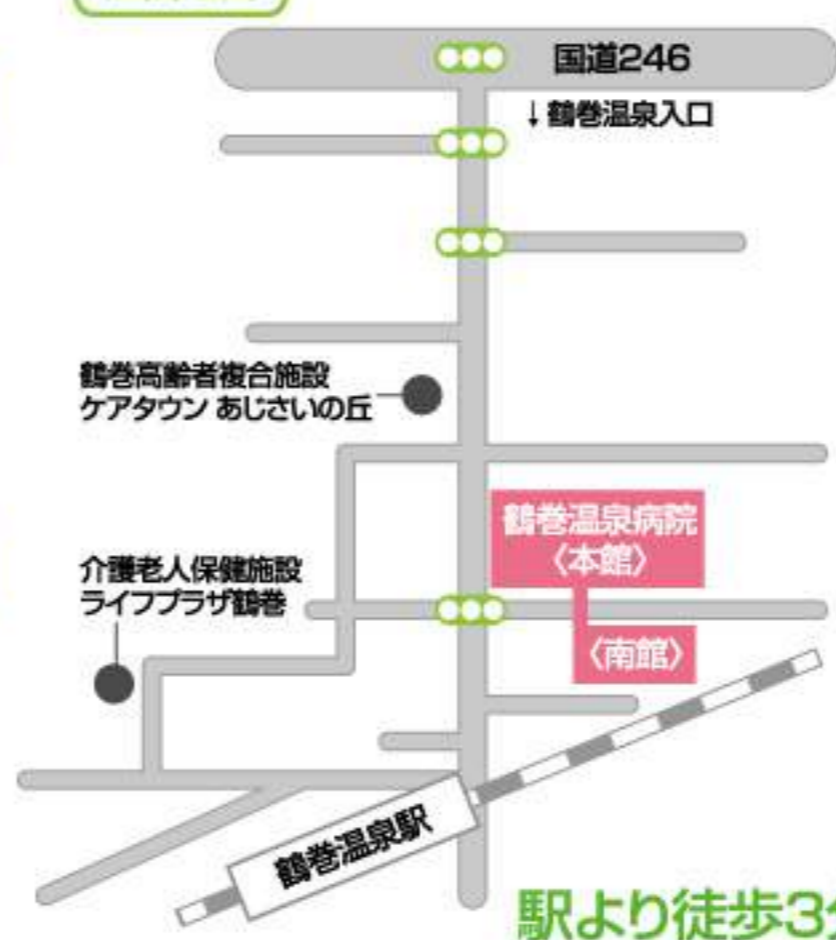 国道246
↓鶴巻温泉入口
鶴巻高齢者複合施設
ケアタウン あじさいの丘
鶴巻温泉病院
〈本館〉
介護老人保健施設
ライフプラザ鶴巻
〈南館〉
鶴巻温泉駅
駅より徒歩3分